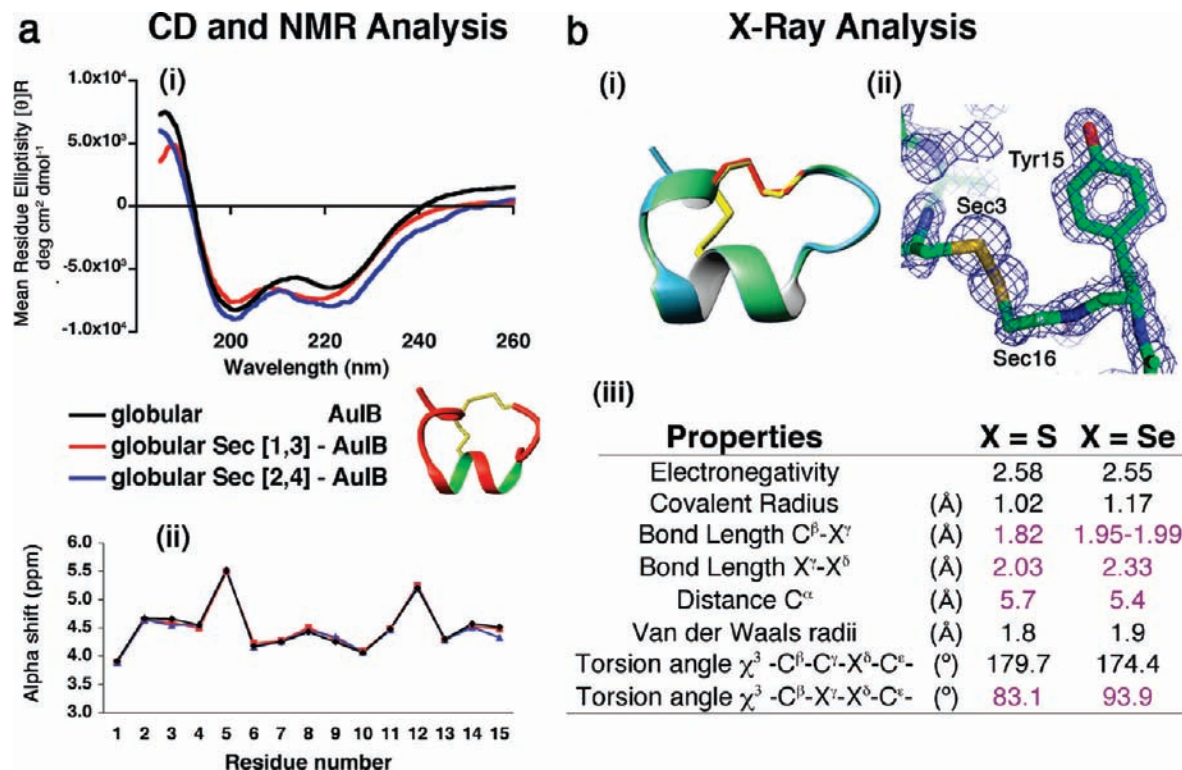 a CD and NMR Analysis
(i)
Mean Residue Elliptisity [θ]R
deg cm² dmol⁻¹
1.0x10⁴
5.0x10³
0
-5.0x10³
-1.0x10⁴
200 220 240 260
Wavelength (nm)
globular AuIB
globular Sec [1,3] - AuIB
globular Sec [2,4] - AuIB
(ii)
Alpha shift (ppm)
6.0
5.5
5.0
4.5
4.0
3.5
3.0
1 2 3 4 5 6 7 8 9 10 11 12 13 14 15
Residue number
b X-Ray Analysis
(i)
(ii)
Tyr15
Sec3
Sec16
(iii)
Properties X = S X = Se
Electronegativity 2.58 2.55
Covalent Radius (Å) 1.02 1.17
Bond Length Cᵝ-Xᵞ (Å) 1.82 1.95-1.99
Bond Length Xᵞ-Xᵟ (Å) 2.03 2.33
Distance Cᵅ (Å) 5.7 5.4
Van der Waals radii (Å) 1.8 1.9
Torsion angle χ³ -Cᵝ-Cᵞ-Xᵟ-Cᵋ- (º) 179.7 174.4
Torsion angle χ³ -Cᵝ-Xᵞ-Xᵟ-Cᵋ- (º) 83.1 93.9